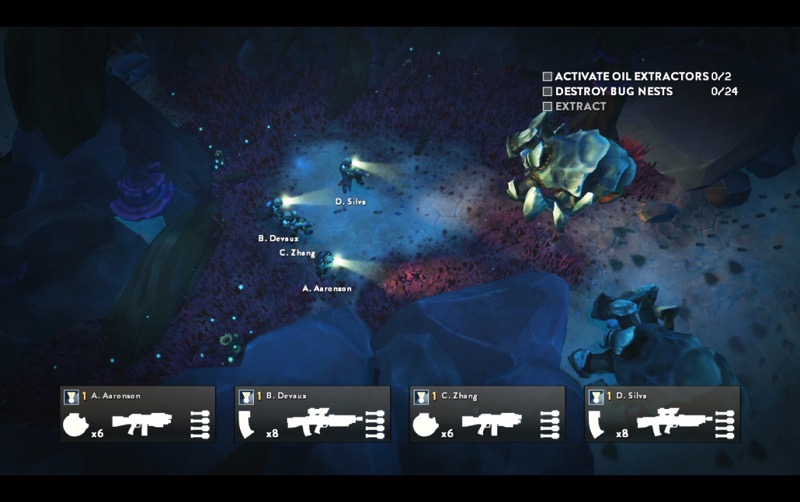 ACTIVATE OIL EXTRACTORS 0/2
DESTROY BUG NESTS 0/24
EXTRACT
D. Silva
B. Devaux
C. Zhang
A. Aaronson
1 A. Aaronson
x6
1 B. Devaux
x8
1 C. Zhang
x6
1 D. Silva
x8